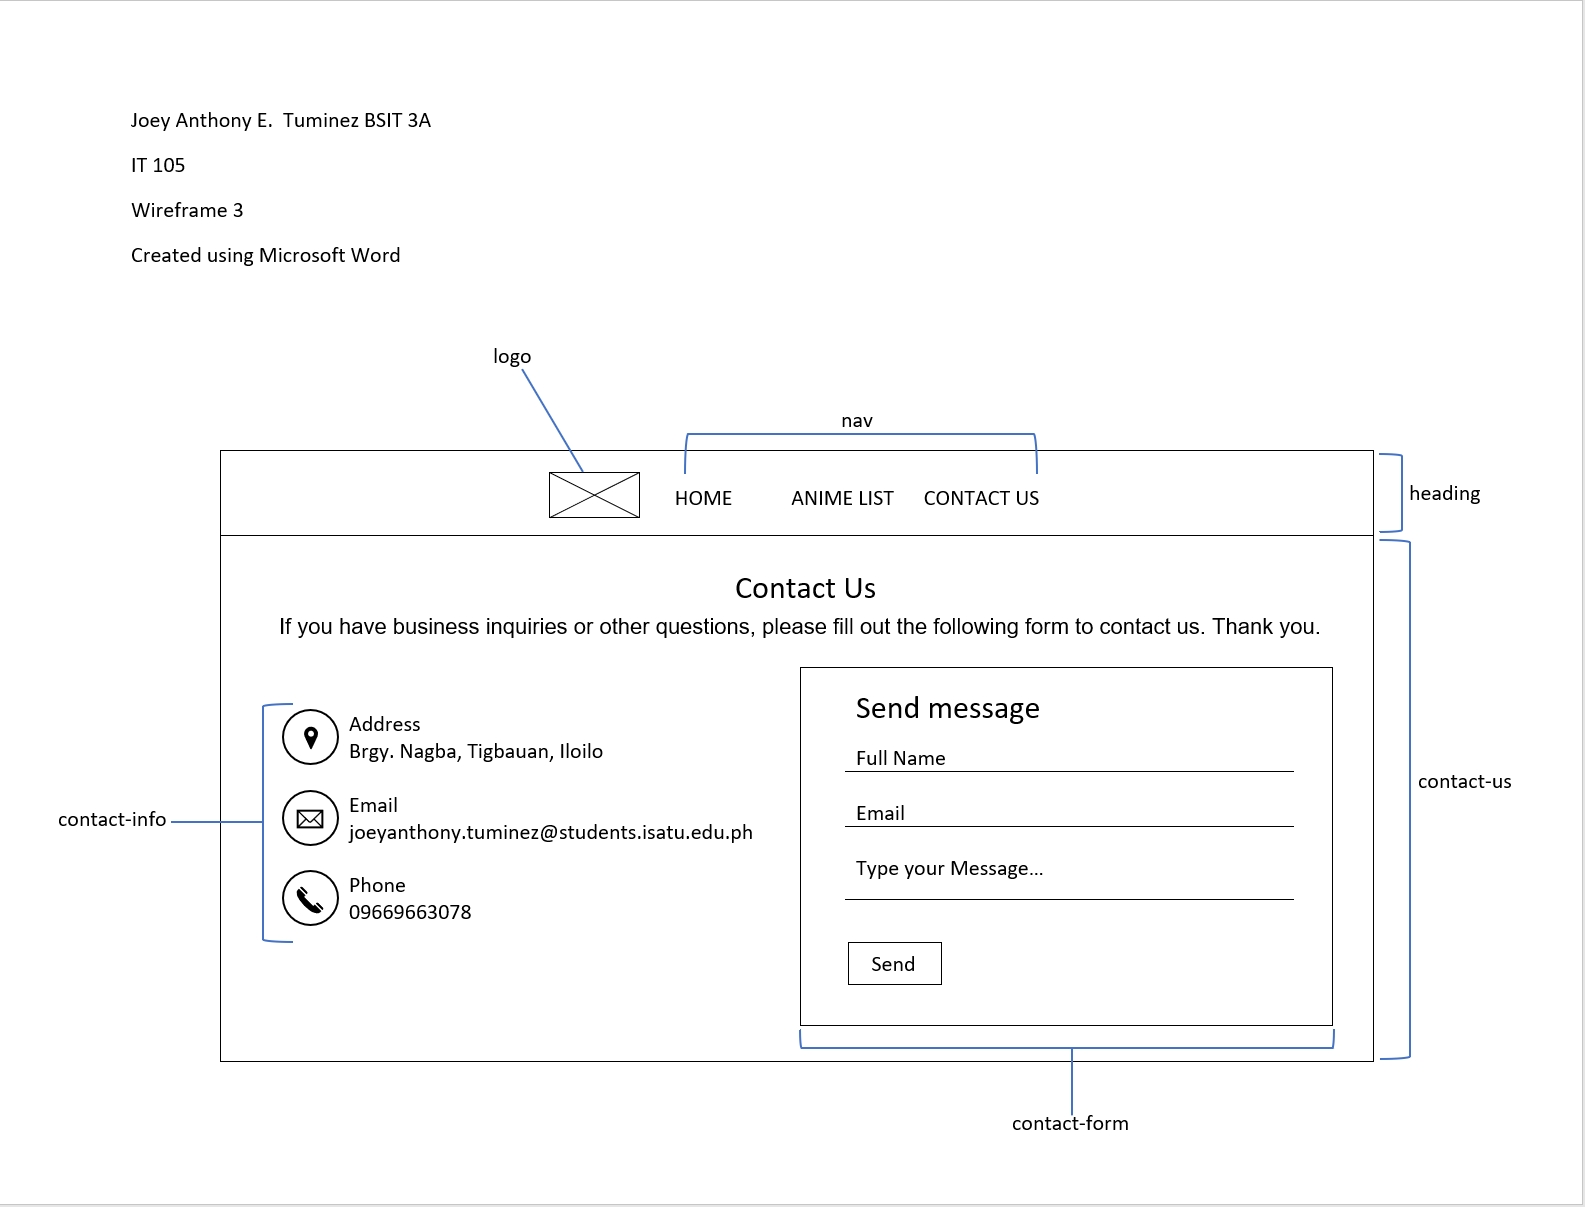 Joey Anthony E.  Tuminez BSIT 3A
IT 105
Wireframe 3
Created using Microsoft Word
logo
nav
HOME ANIME LIST CONTACT US
heading
Contact Us
If you have business inquiries or other questions, please fill out the following form to contact us. Thank you.
contact-info
Address
Brgy. Nagba, Tigbauan, Iloilo
Email
joeyanthony.tuminez@students.isatu.edu.ph
Phone
09669663078
Send message
Full Name
Email
Type your Message...
Send
contact-us
contact-form